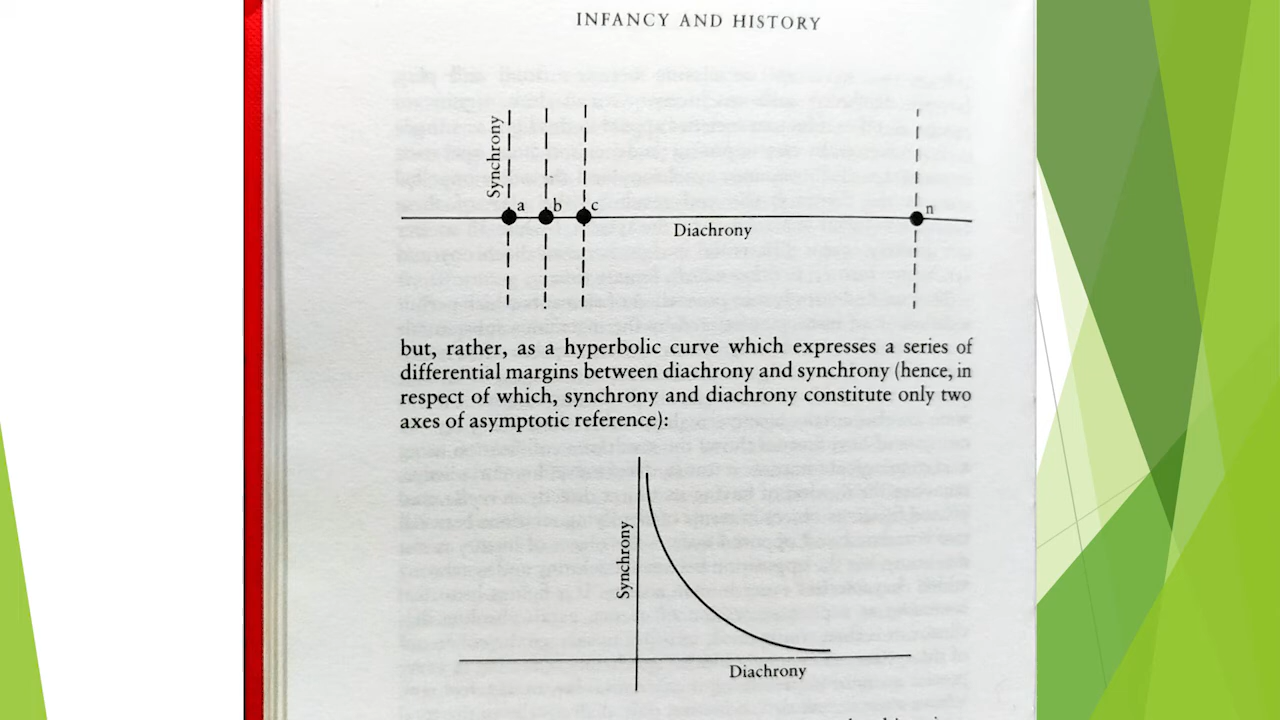 INFANCY AND HISTORY
Synchrony
a b c n
Diachrony
but, rather, as a hyperbolic curve which expresses a series of
differential margins between diachrony and synchrony (hence, in
respect of which, synchrony and diachrony constitute only two
axes of asymptotic reference):
Synchrony
Diachrony